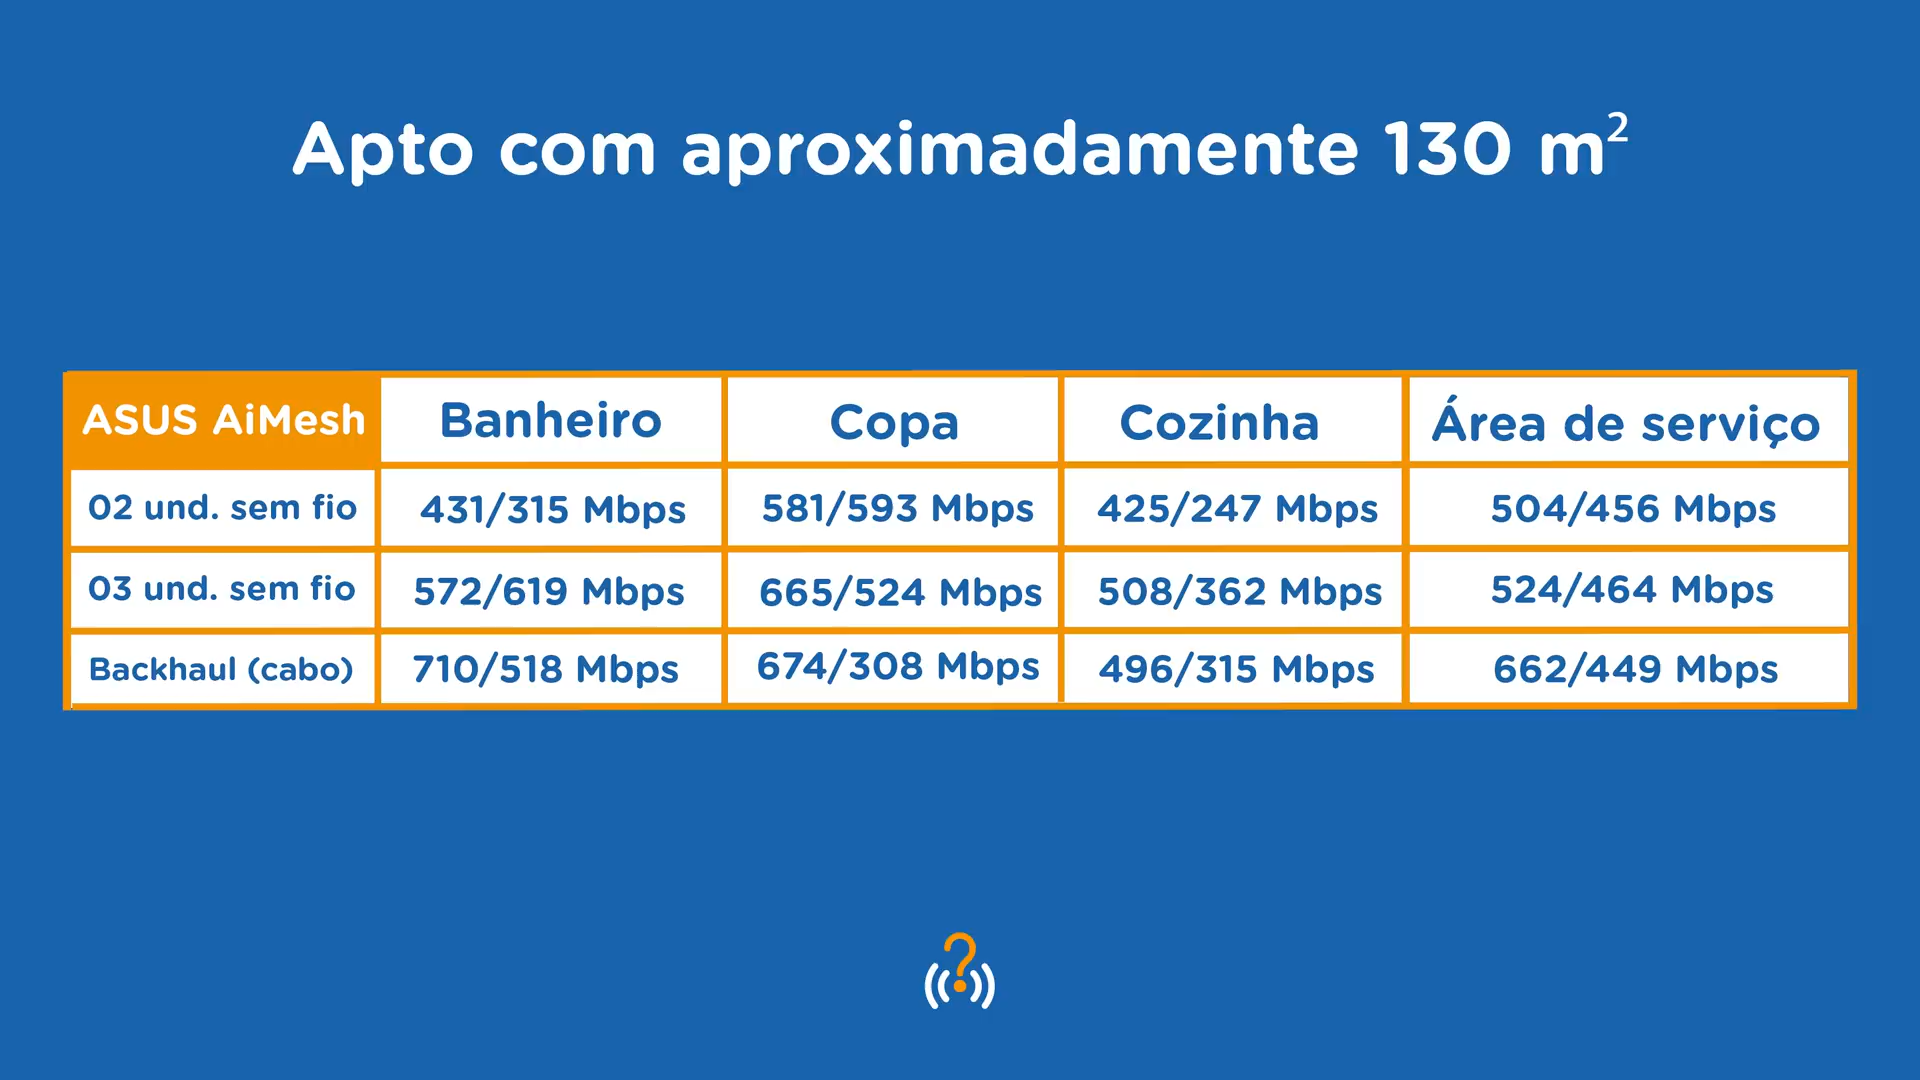 Apto com aproximadamente 130 m²
ASUS AiMesh Banheiro Copa Cozinha Área de serviço
02 und. sem fio 431/315 Mbps 581/593 Mbps 425/247 Mbps 504/456 Mbps
03 und. sem fio 572/619 Mbps 665/524 Mbps 508/362 Mbps 524/464 Mbps
Backhaul (cabo) 710/518 Mbps 674/308 Mbps 496/315 Mbps 662/449 Mbps